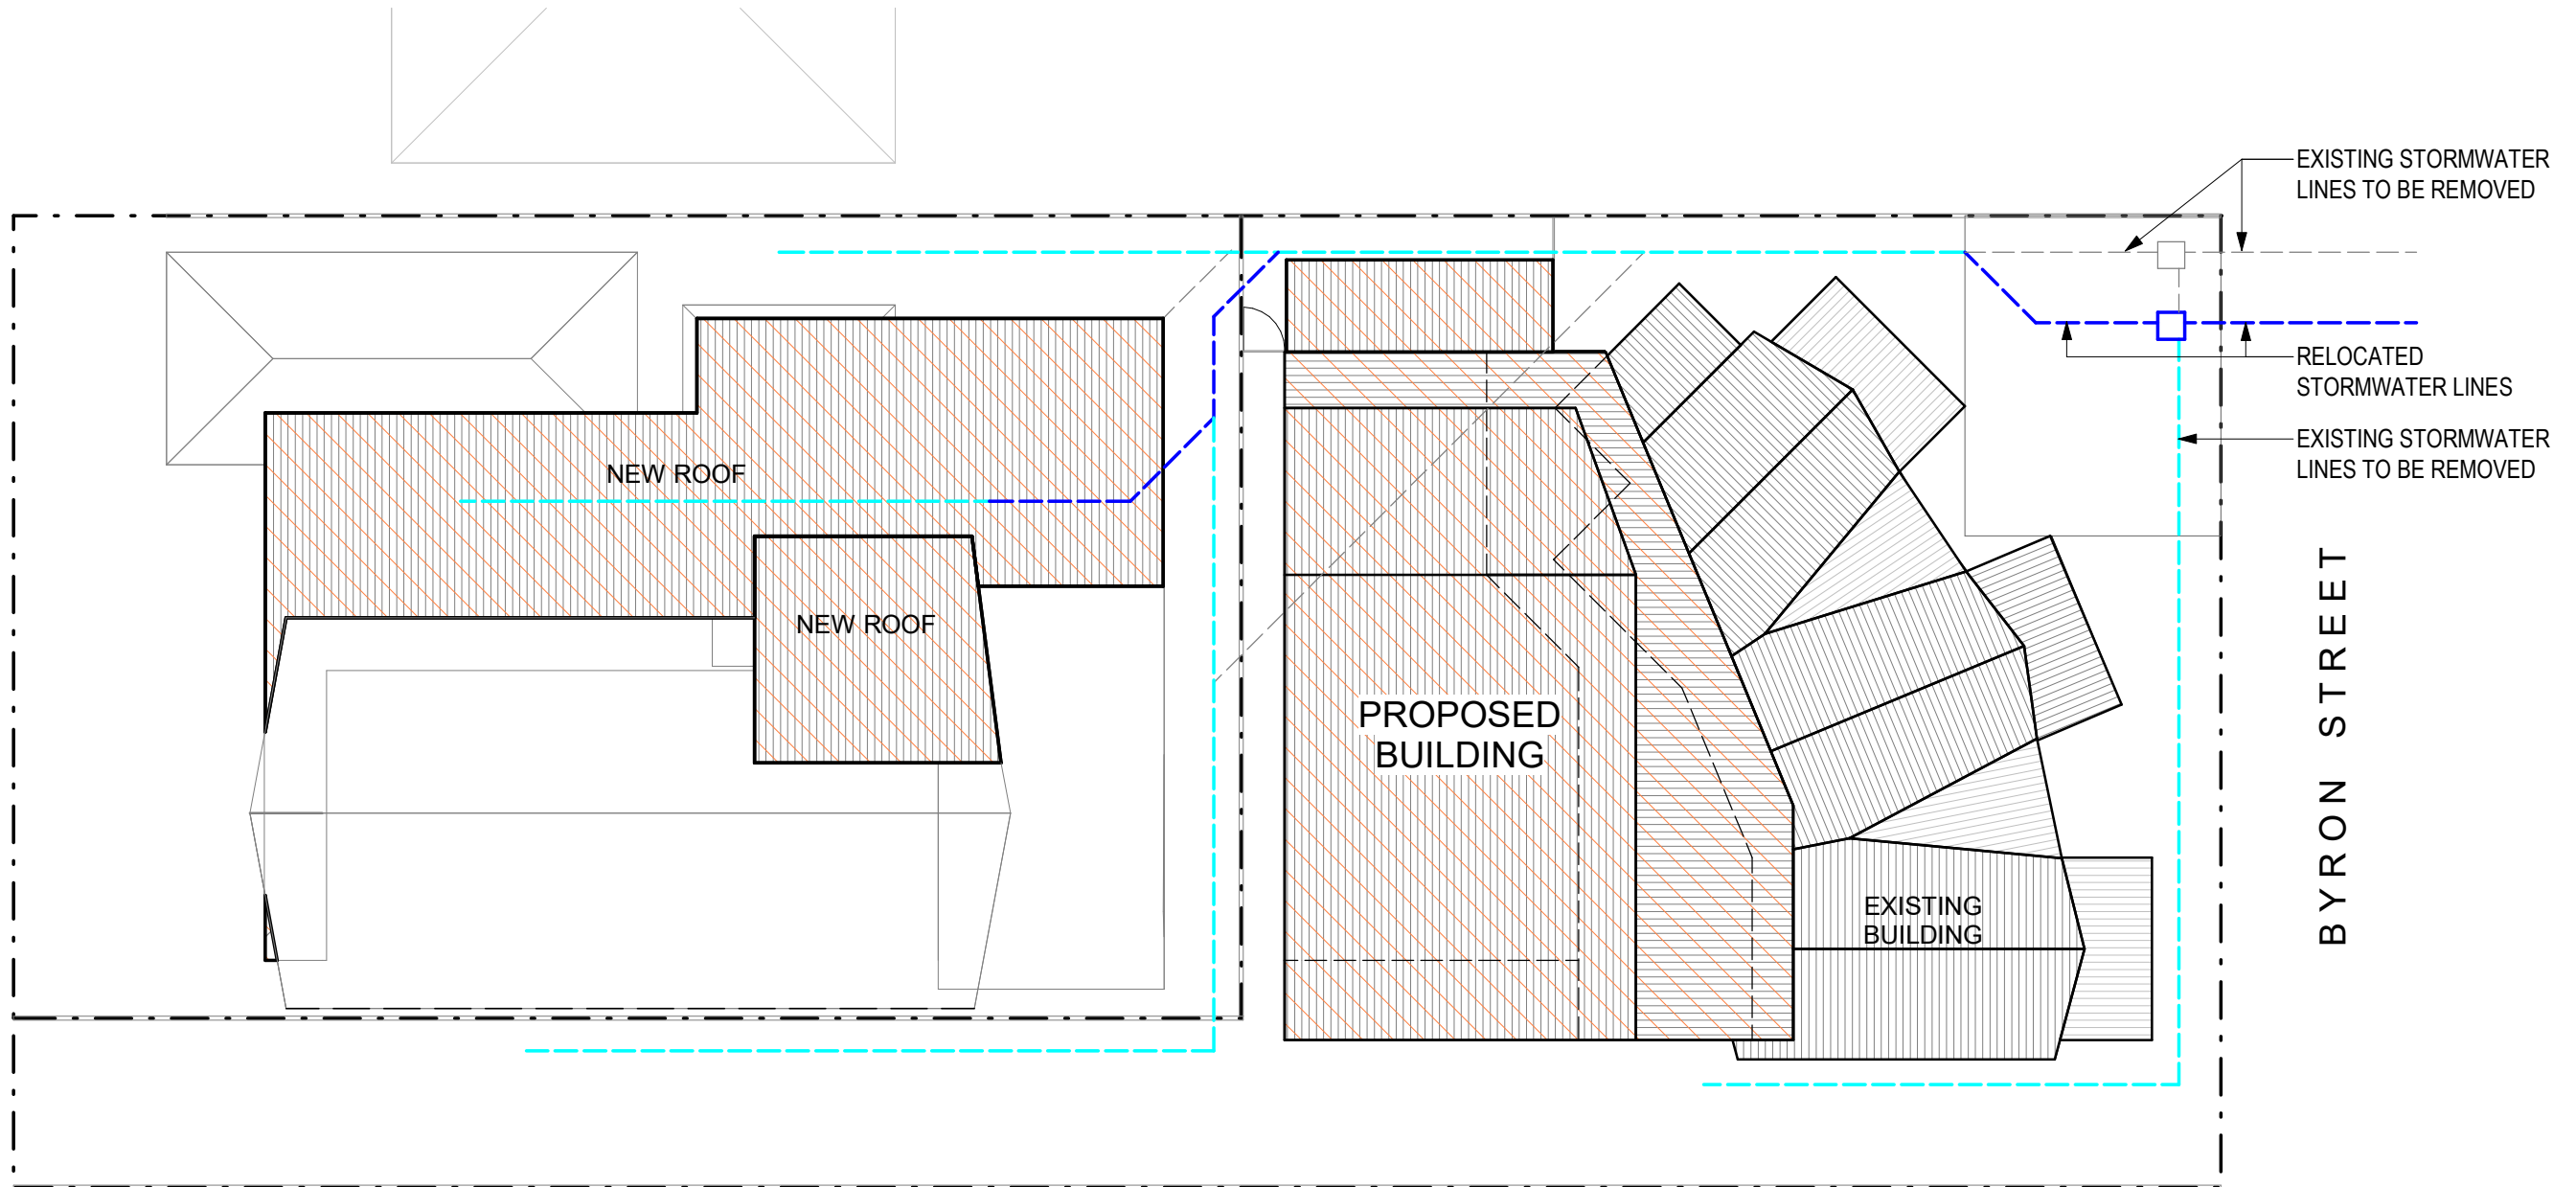 EXISTING STORMWATER
LINES TO BE REMOVED
RELOCATED
STORMWATER LINES
EXISTING STORMWATER
LINES TO BE REMOVED
NEW ROOF
NEW ROOF
PROPOSED
BUILDING
EXISTING
BUILDING
BYRON STREET